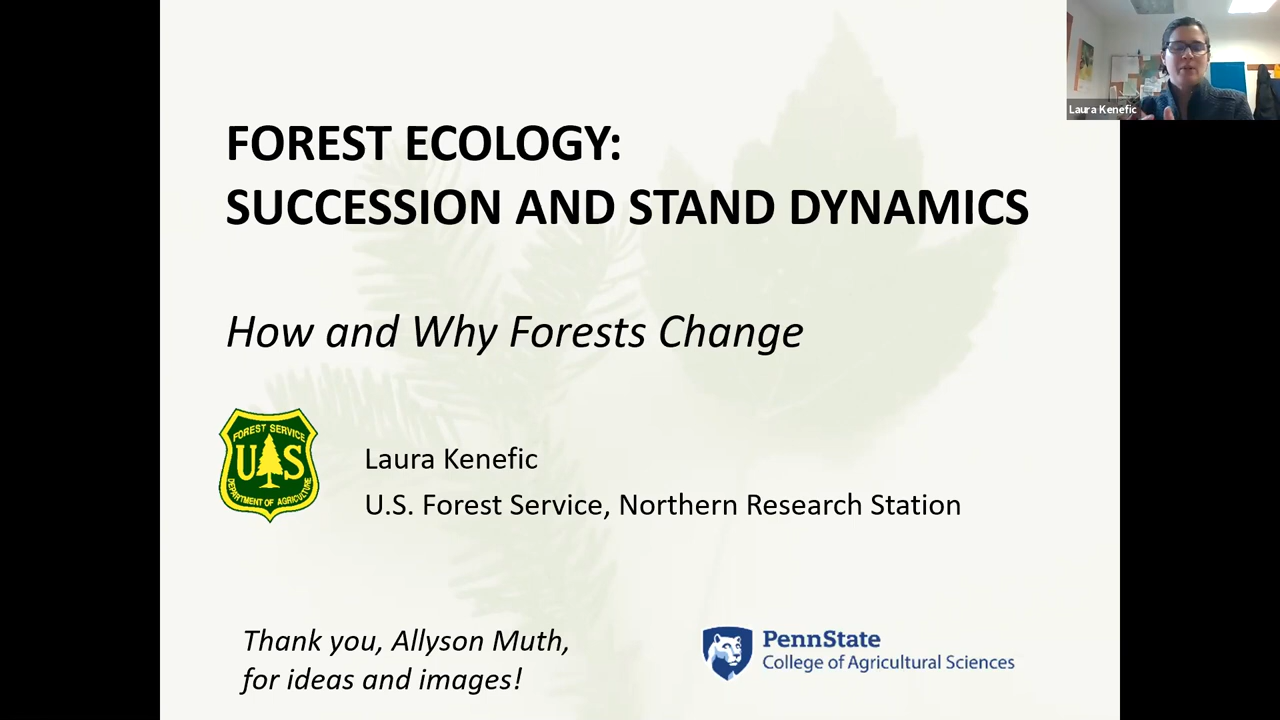 Laura Kenefic
FOREST ECOLOGY:
SUCCESSION AND STAND DYNAMICS
How and Why Forests Change
FOREST SERVICE
U S
DEPARTMENT OF AGRICULTURE
Laura Kenefic
U.S. Forest Service, Northern Research Station
Thank you, Allyson Muth,
for ideas and images!
PennState
College of Agricultural Sciences